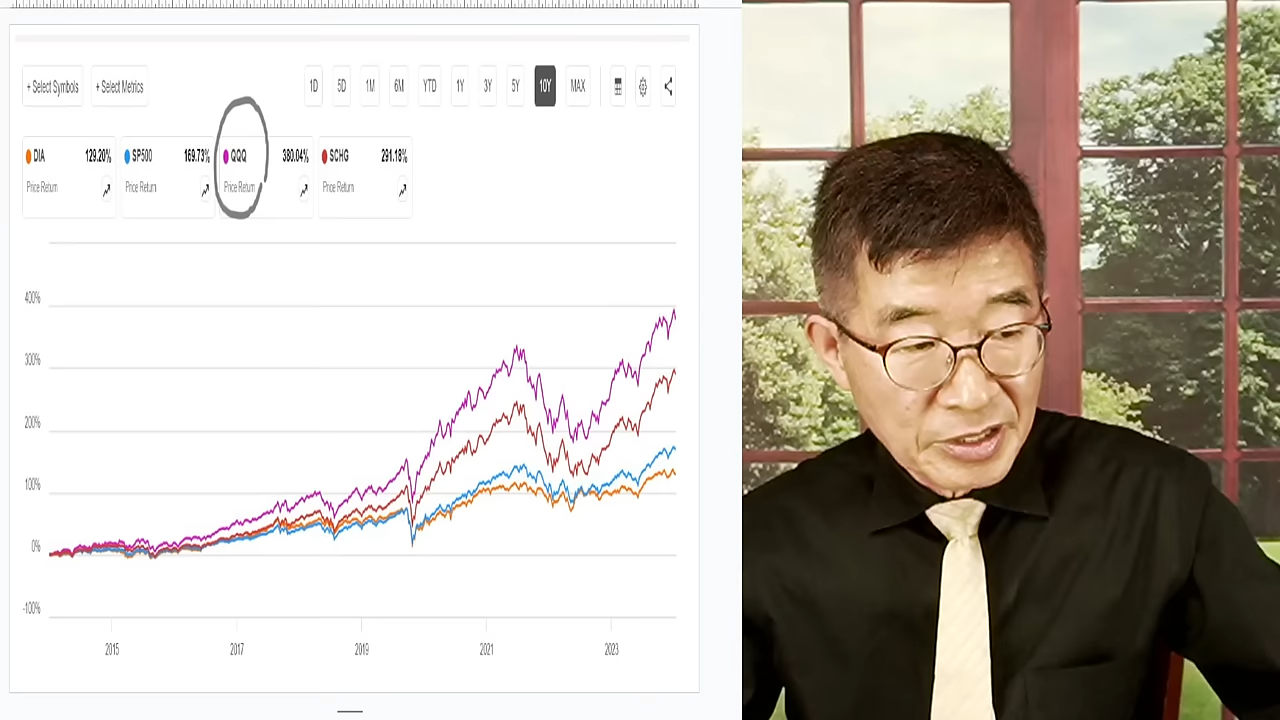 + Select Symbols + Select Metrics 1D 5D 1M 6M YTD 1Y 3Y 5Y 10Y MAX
DIA 129.20% SP500 169.73% QQQ 380.04% SCHG 291.18%
Price Return Price Return Price Return Price Return
400%
300%
200%
100%
0%
-100%
2015 2017 2019 2021 2023